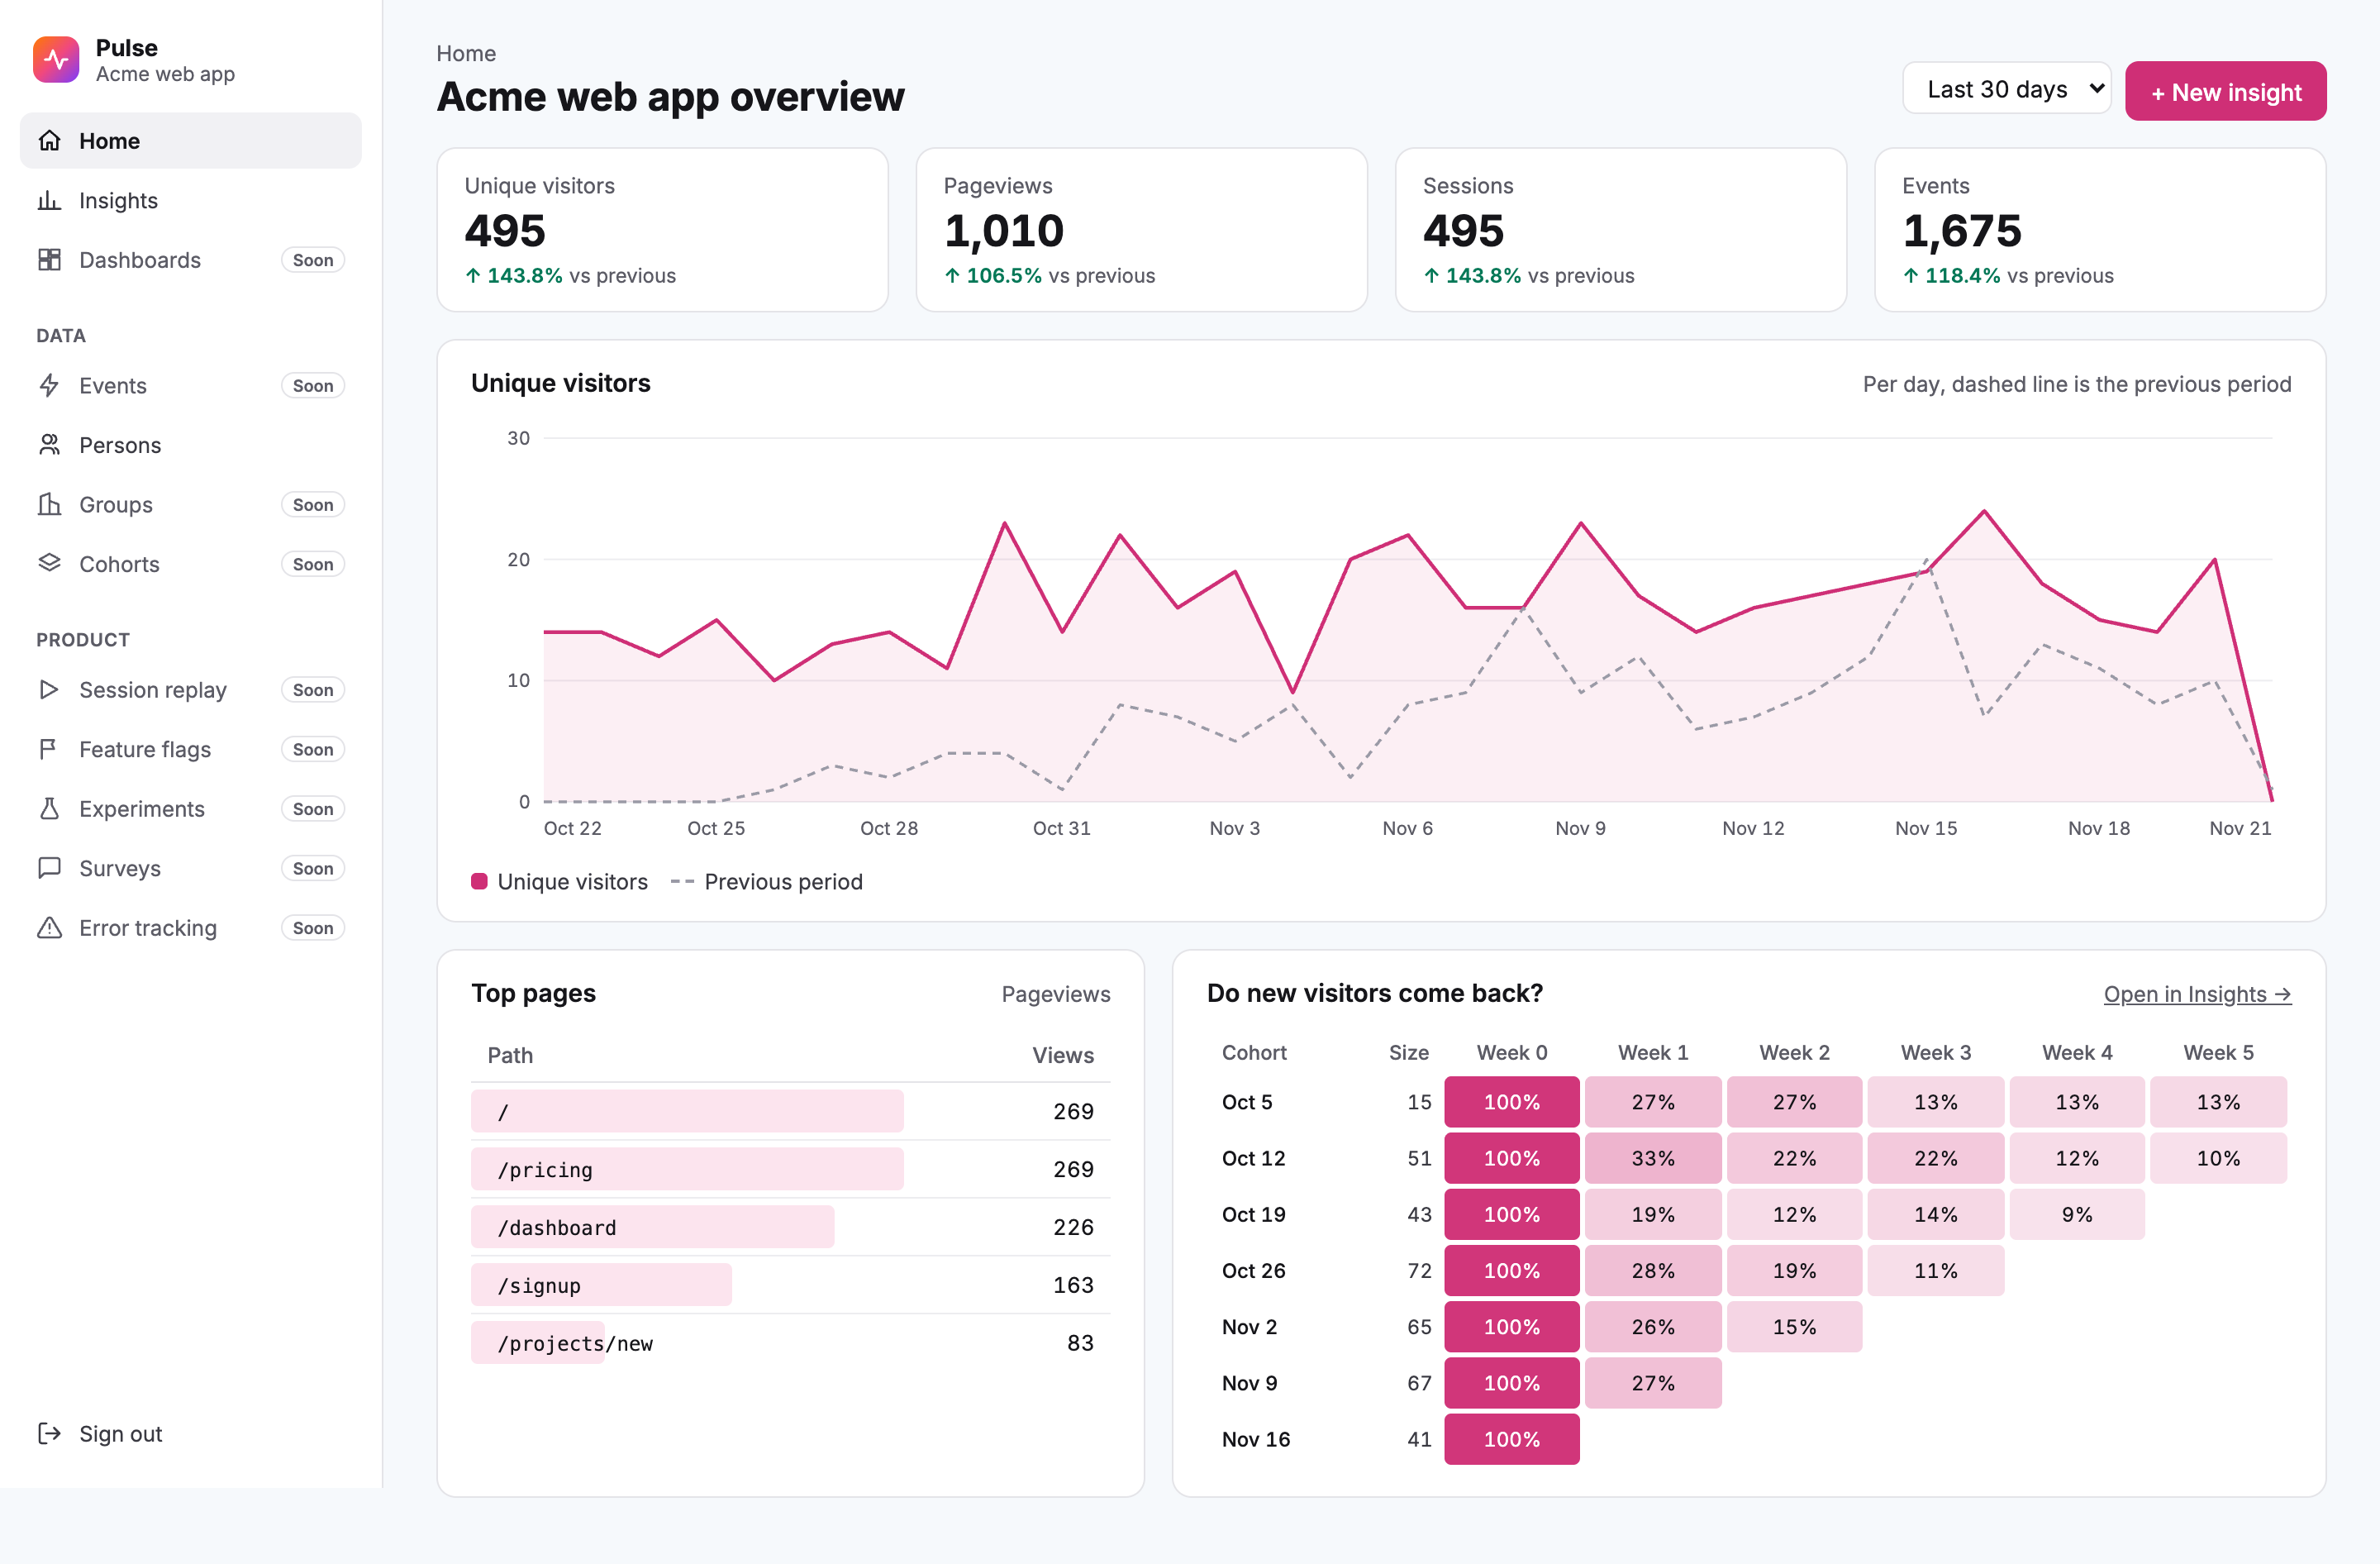 Pulse
Acme web app
Home
Insights
Dashboards Soon
DATA
Events Soon
Persons
Groups Soon
Cohorts Soon
PRODUCT
Session replay Soon
Feature flags Soon
Experiments Soon
Surveys Soon
Error tracking Soon
Sign out
Home
Acme web app overview
Last 30 days
+ New insight
Unique visitors
495
↑ 143.8% vs previous
Pageviews
1,010
↑ 106.5% vs previous
Sessions
495
↑ 143.8% vs previous
Events
1,675
↑ 118.4% vs previous
Unique visitors
Per day, dashed line is the previous period
30
20
10
0
Oct 22 Oct 25 Oct 28 Oct 31 Nov 3 Nov 6 Nov 9 Nov 12 Nov 15 Nov 18 Nov 21
Unique visitors Previous period
Top pages Pageviews
Path Views
/ 269
/pricing 269
/dashboard 226
/signup 163
/projects/new 83
Do new visitors come back? Open in Insights →
Cohort Size Week 0 Week 1 Week 2 Week 3 Week 4 Week 5
Oct 5 15 100% 27% 27% 13% 13% 13%
Oct 12 51 100% 33% 22% 22% 12% 10%
Oct 19 43 100% 19% 12% 14% 9%
Oct 26 72 100% 28% 19% 11%
Nov 2 65 100% 26% 15%
Nov 9 67 100% 27%
Nov 16 41 100%